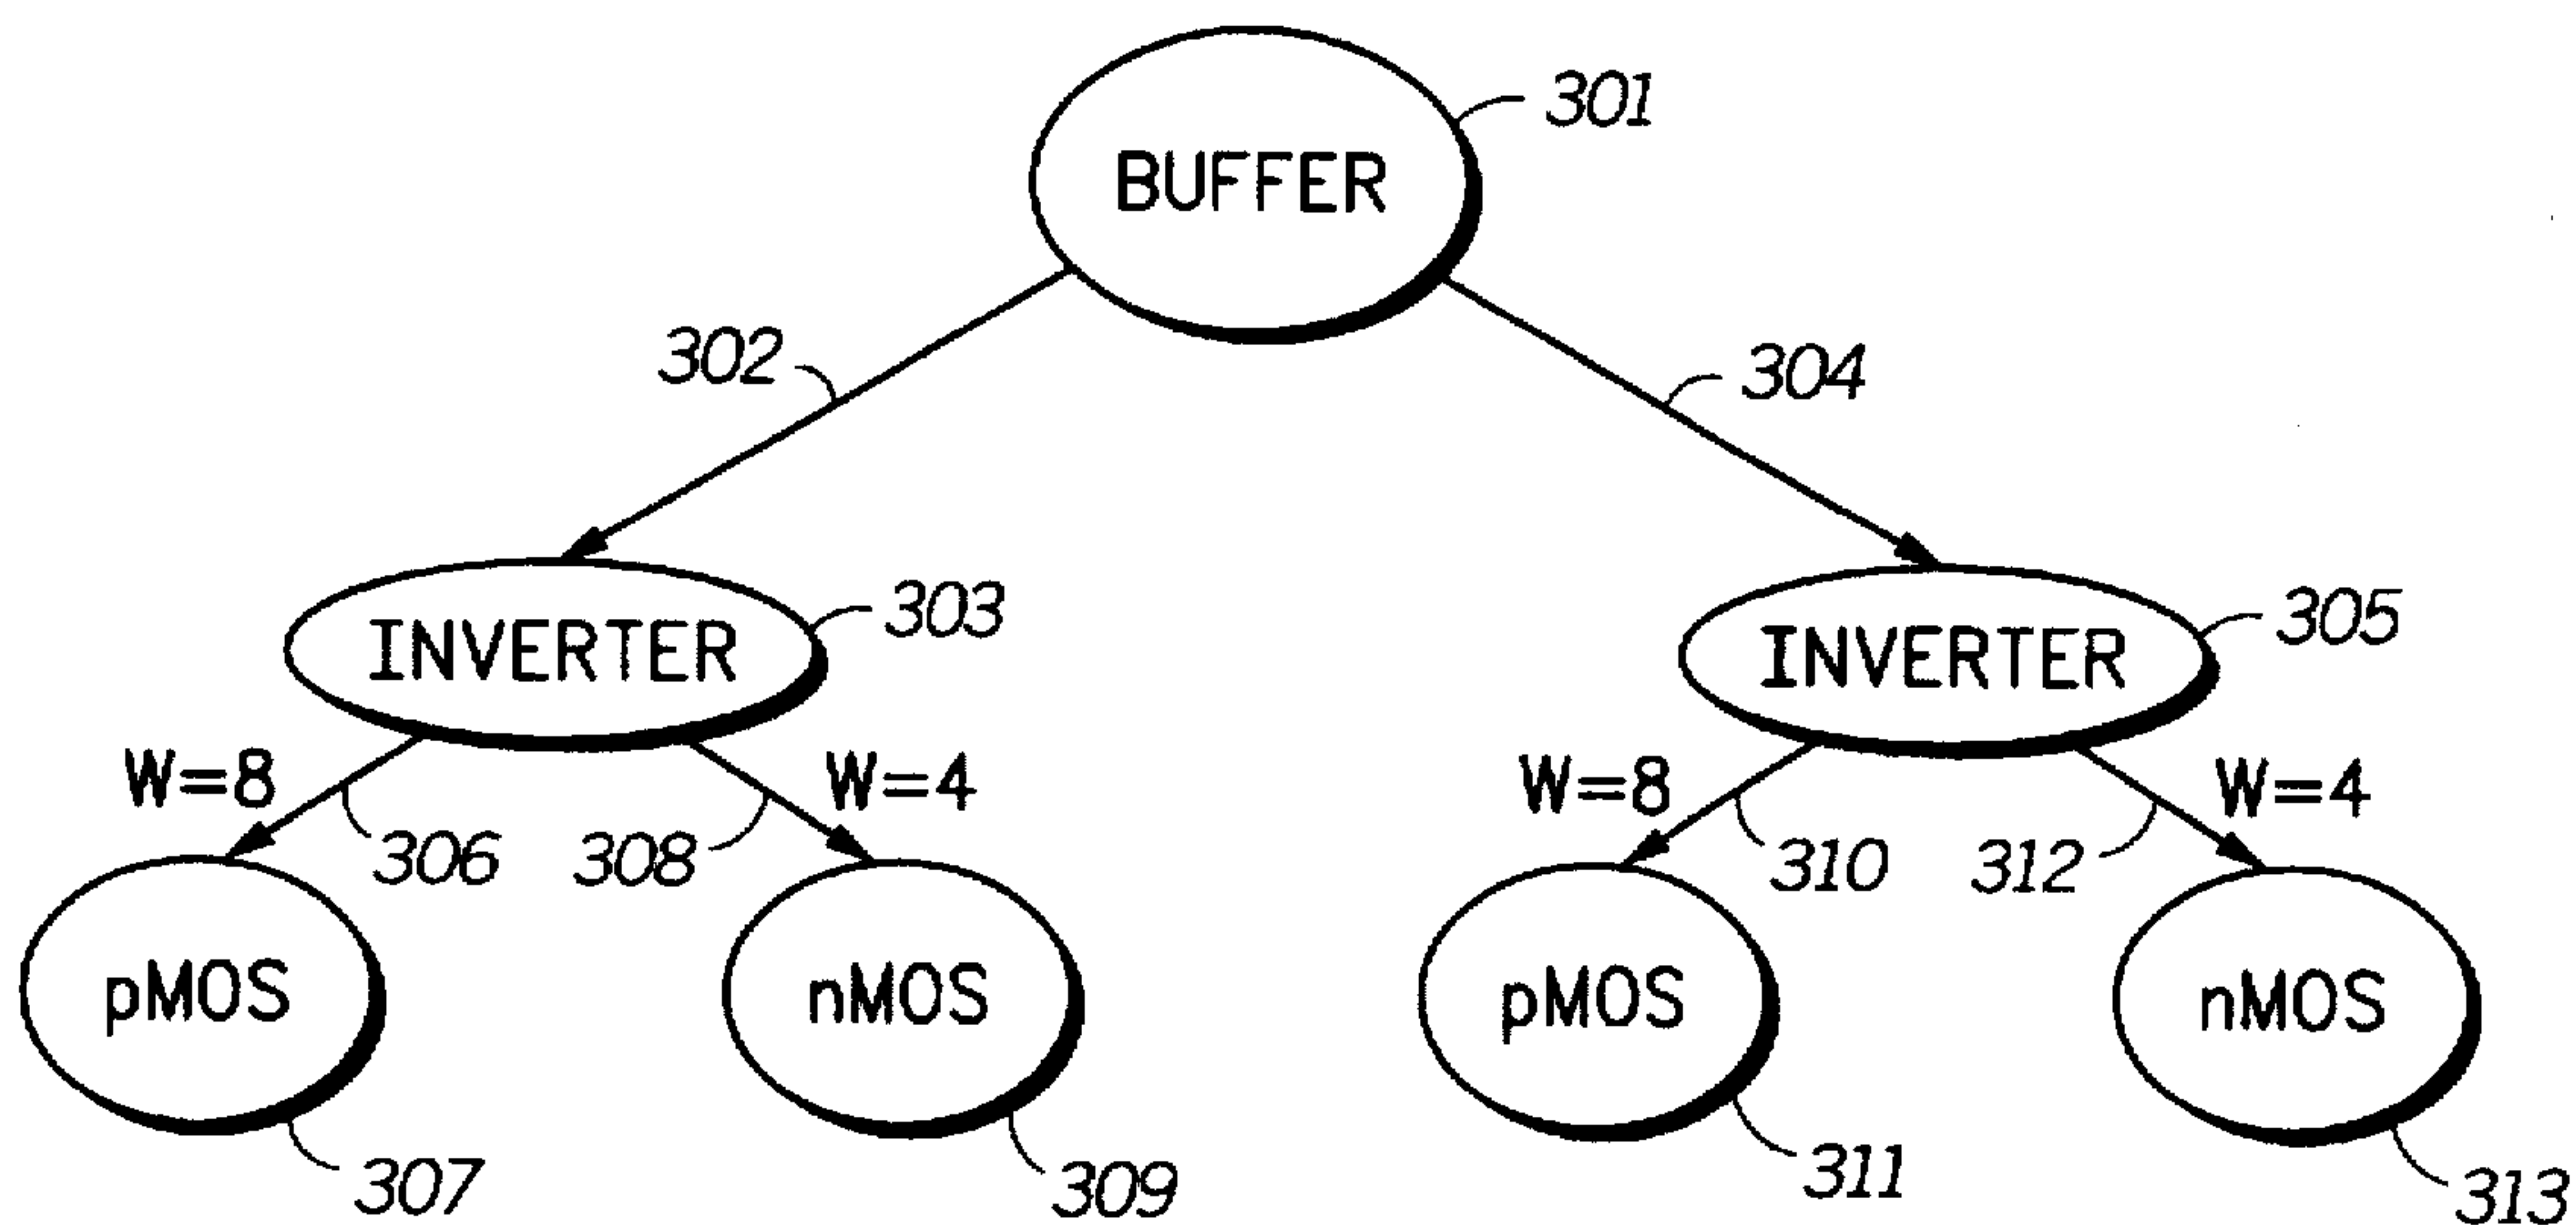 BUFFER
301
302
304
INVERTER
303
INVERTER
305
W=8
306
308
W=4
W=8
310
312
W=4
pMOS
nMOS
pMOS
nMOS
307
309
311
313